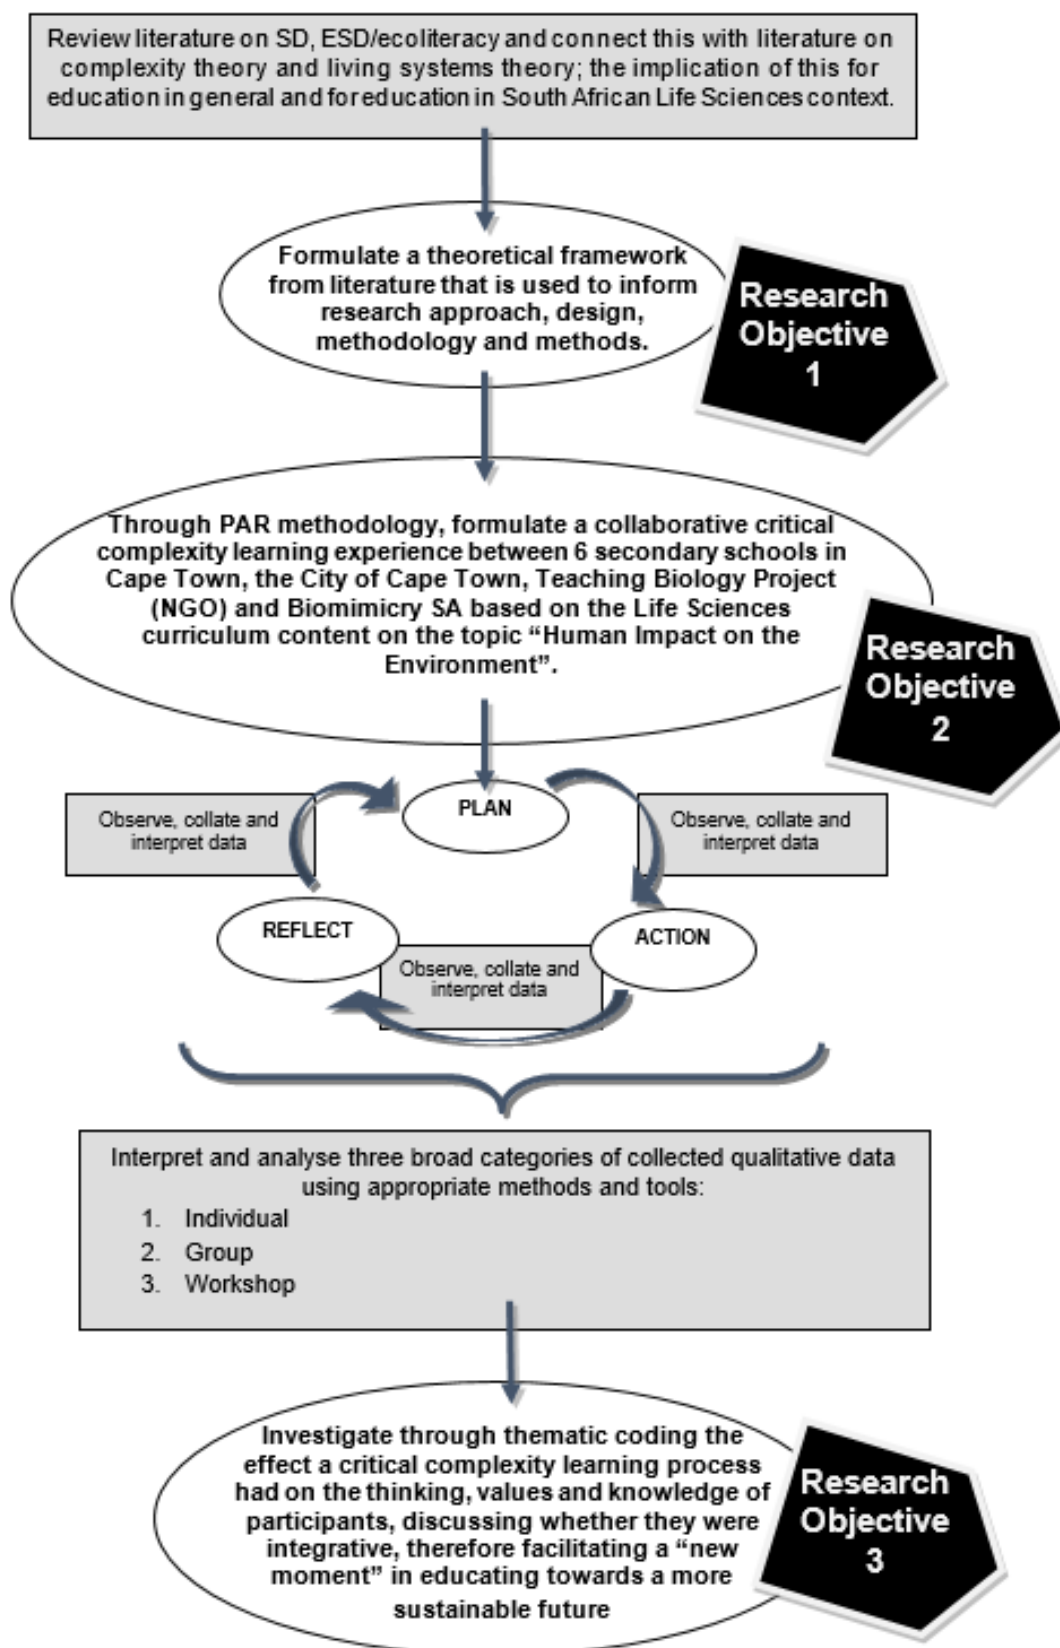 Review literature on SD, ESD/ecoliteracy and connect this with literature on
complexity theory and living systems theory; the implication of this for
education in general and for education in South African Life Sciences context.
Formulate a theoretical framework
from literature that is used to inform
research approach, design,
methodology and methods.
Research
Objective
1
Through PAR methodology, formulate a collaborative critical
complexity learning experience between 6 secondary schools in
Cape Town, the City of Cape Town, Teaching Biology Project
(NGO) and Biomimicry SA based on the Life Sciences
curriculum content on the topic “Human Impact on the
Environment”.
Research
Objective
2
PLAN
Observe, collate and
interpret data
Observe, collate and
interpret data
REFLECT
ACTION
Observe, collate and
interpret data
Interpret and analyse three broad categories of collected qualitative data
using appropriate methods and tools:
1. Individual
2. Group
3. Workshop
Investigate through thematic coding the
effect a critical complexity learning process
had on the thinking, values and knowledge of
participants, discussing whether they were
integrative, therefore facilitating a “new
moment” in educating towards a more
sustainable future
Research
Objective
3